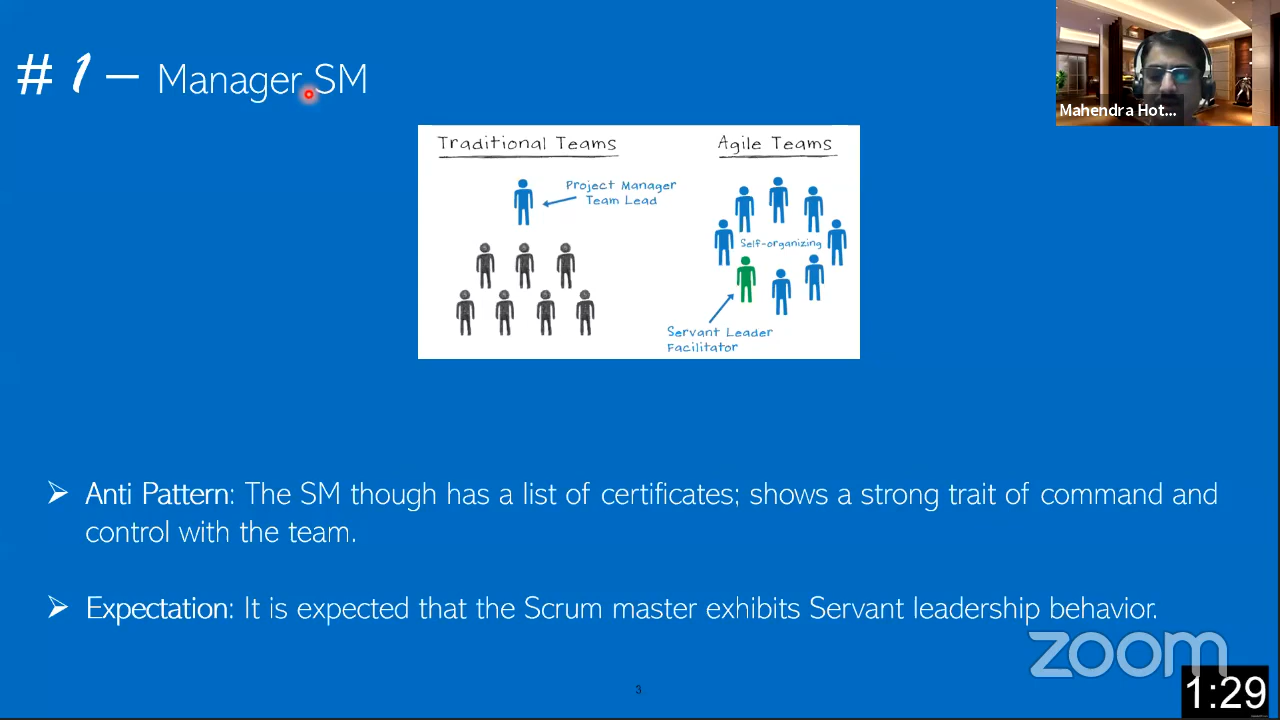 # 1 – Manager SM
Mahendra Hot...
Traditional Teams
Agile Teams
Project Manager
Team Lead
Self-organizing
Servant Leader
Facilitator
➢ Anti Pattern: The SM though has a list of certificates; shows a strong trait of command and
control with the team.
➢ Expectation: It is expected that the Scrum master exhibits Servant leadership behavior.
zoom
3
1:29